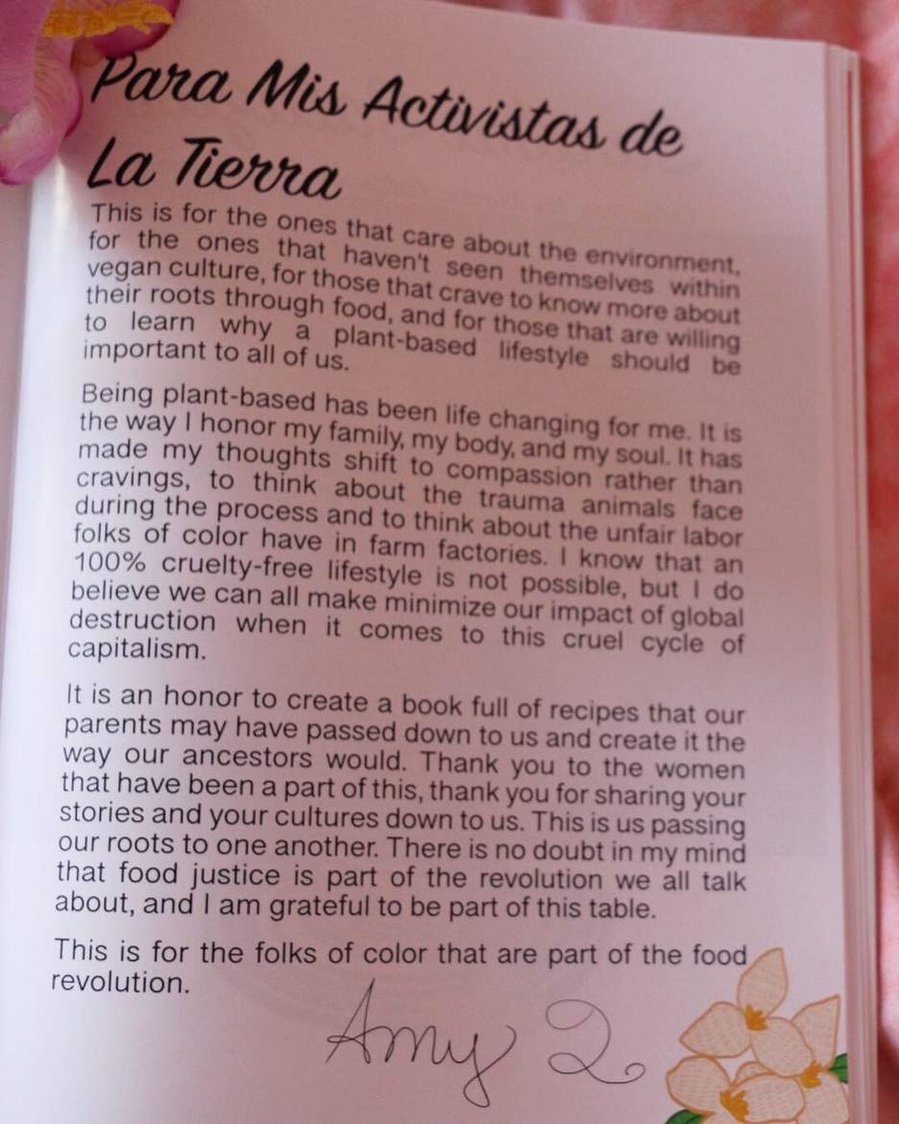 Para Mis Activistas de
La Tierra
This is for the ones that care about the environment,
for the ones that haven't seen themselves within
vegan culture, for those that crave to know more about
their roots through food, and for those that are willing
to learn why a plant-based lifestyle should be
important to all of us.
Being plant-based has been life changing for me. It is
the way I honor my family, my body, and my soul. It has
made my thoughts shift to compassion rather than
cravings, to think about the trauma animals face
during the process and to think about the unfair labor
folks of color have in farm factories. I know that an
100% cruelty-free lifestyle is not possible, but I do
believe we can all make minimize our impact of global
destruction when it comes to this cruel cycle of
capitalism.
It is an honor to create a book full of recipes that our
parents may have passed down to us and create it the
way our ancestors would. Thank you to the women
that have been a part of this, thank you for sharing your
stories and your cultures down to us. This is us passing
our roots to one another. There is no doubt in my mind
that food justice is part of the revolution we all talk
about, and I am grateful to be part of this table.
This is for the folks of color that are part of the food
revolution.
Amy Q